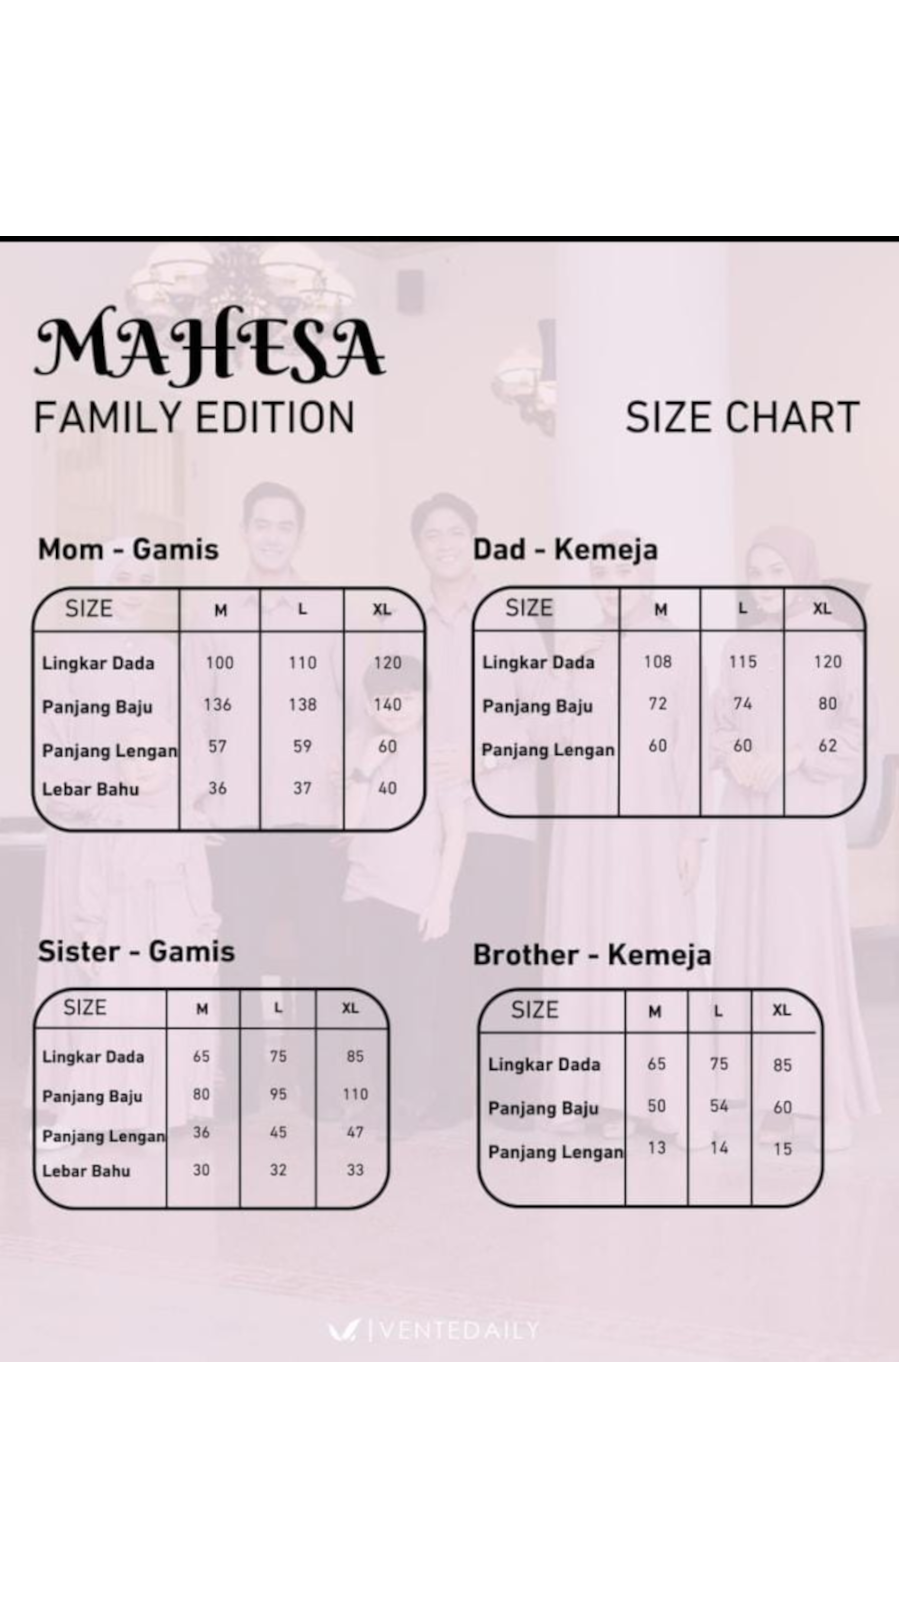 MAHESA
FAMILY EDITION
SIZE CHART
Mom - Gamis
SIZE M L XL
Lingkar Dada 100 110 120
Panjang Baju 136 138 140
Panjang Lengan 57 59 60
Lebar Bahu 36 37 40
Dad - Kemeja
SIZE M L XL
Lingkar Dada 108 115 120
Panjang Baju 72 74 80
Panjang Lengan 60 60 62
Sister - Gamis
SIZE M L XL
Lingkar Dada 65 75 85
Panjang Baju 80 95 110
Panjang Lengan 36 45 47
Lebar Bahu 30 32 33
Brother - Kemeja
SIZE M L XL
Lingkar Dada 65 75 85
Panjang Baju 50 54 60
Panjang Lengan 13 14 15
VENTEDAILY